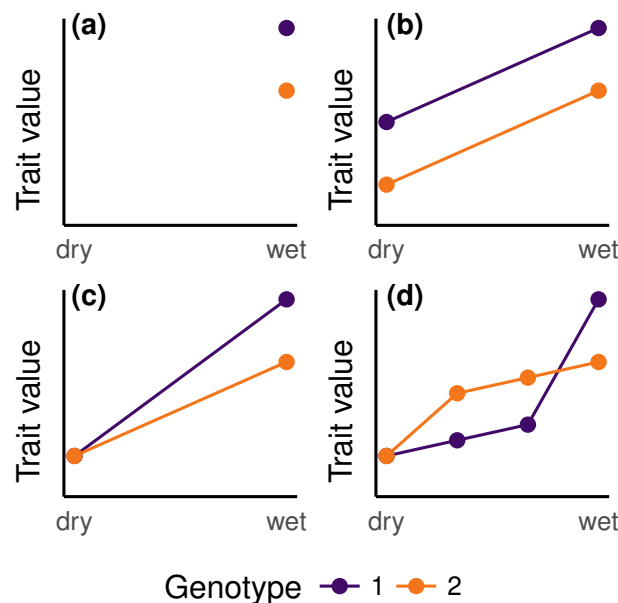 (a)
Trait value
dry wet
(b)
Trait value
dry wet
(c)
Trait value
dry wet
(d)
Trait value
dry wet
Genotype 1 2